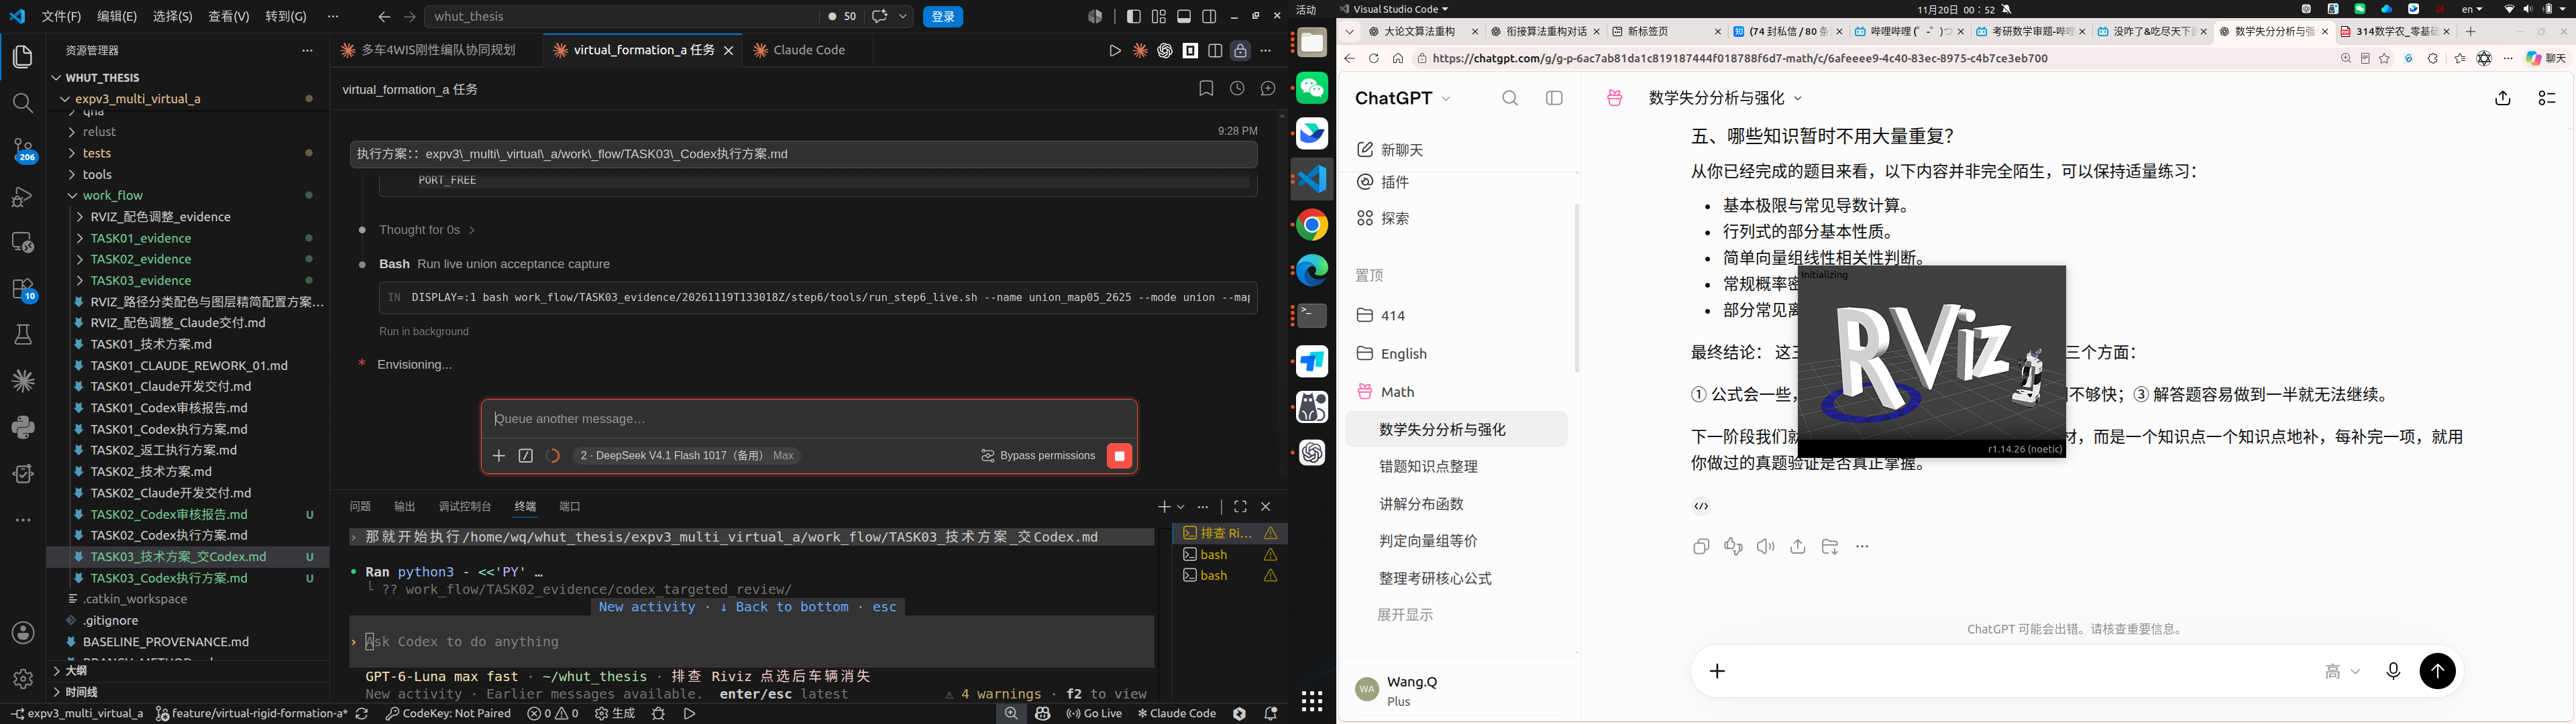 文件(F) 编辑(E) 选择(S) 查看(V) 转到(G) ··· whut_thesis 50 登录
活动 Visual Studio Code 11月20日 00：52 en
资源管理器
WHUT_THESIS
expv3_multi_virtual_a
relust
tests
tools
work_flow
RVIZ_配色调整_evidence
TASK01_evidence
TASK02_evidence
TASK03_evidence
RVIZ_路径分类配色与图层精简配置方案...
RVIZ_配色调整_Claude交付.md
TASK01_技术方案.md
TASK01_CLAUDE_REWORK_01.md
TASK01_Claude开发交付.md
TASK01_Codex审核报告.md
TASK01_Codex执行方案.md
TASK02_返工执行方案.md
TASK02_技术方案.md
TASK02_Claude开发交付.md
TASK02_Codex审核报告.md U
TASK02_Codex执行方案.md
TASK03_技术方案_交Codex.md U
TASK03_Codex执行方案.md U
.catkin_workspace
.gitignore
BASELINE_PROVENANCE.md
大纲
时间线
206
10
多车4WIS刚性编队协同规划 virtual_formation_a 任务 Claude Code
virtual_formation_a 任务
9:28 PM
执行方案：: expv3\_multi\_virtual\_a/work\_flow/TASK03\_Codex执行方案.md
PORT_FREE
Thought for 0s
Bash Run live union acceptance capture
IN DISPLAY=:1 bash work_flow/TASK03_evidence/20261119T133018Z/step6/tools/run_step6_live.sh --name union_map05_2625 --mode union --map
Run in background
* Envisioning...
Queue another message…
2 · DeepSeek V4.1 Flash 1017（备用） Max Bypass permissions
问题 输出 调试控制台 终端 端口
› 那就开始执行/home/wq/whut_thesis/expv3_multi_virtual_a/work_flow/TASK03_技术方案_交Codex.md
• Ran python3 - <<'PY' …
└ ?? work_flow/TASK02_evidence/codex_targeted_review/
New activity · ↓ Back to bottom · esc
› Ask Codex to do anything
GPT-6-Luna max fast · ~/whut_thesis · 排查 Riviz 点选后车辆消失
New activity · Earlier messages available. enter/esc latest ⚠ 4 warnings · f2 to view
排查 Ri...
bash
bash
expv3_multi_virtual_a feature/virtual-rigid-formation-a* CodeKey: Not Paired 0 0 生成 Go Live Claude Code
大论文算法重构 衔接算法重构对话 新标签页 (74 封私信 / 80 条 考研数学审题-哔哩 没咋了&吃尽天下 数学失分分析与强 314数学农_零基础
https://chatgpt.com/g/g-p-6ac7ab81da1c819187444f018788f6d7-math/c/6afeeee9-4c40-83ec-8975-c4b7ce3eb700 聊天
ChatGPT
新聊天
插件
探索
置顶
414
English
Math
数学失分分析与强化
错题知识点整理
讲解分布函数
判定向量组等价
整理考研核心公式
展开显示
WA
Wang.Q
Plus
数学失分分析与强化
五、哪些知识暂时不用大量重复？
从你已经完成的题目来看，以下内容并非完全陌生，可以保持适量练习：
• 基本极限与常见导数计算。
• 行列式的部分基本性质。
• 简单向量组线性相关性判断。
• 常规概率密
• 部分常见离
最终结论： 这三 三个方面：
① 公式会一些， 不够快；③ 解答题容易做到一半就无法继续。
下一阶段我们就 材，而是一个知识点一个知识点地补，每补完一项，就用
你做过的真题验证是否真正掌握。
Initializing
RViz
r1.14.26 (noetic)
ChatGPT 可能会出错。请核查重要信息。
高